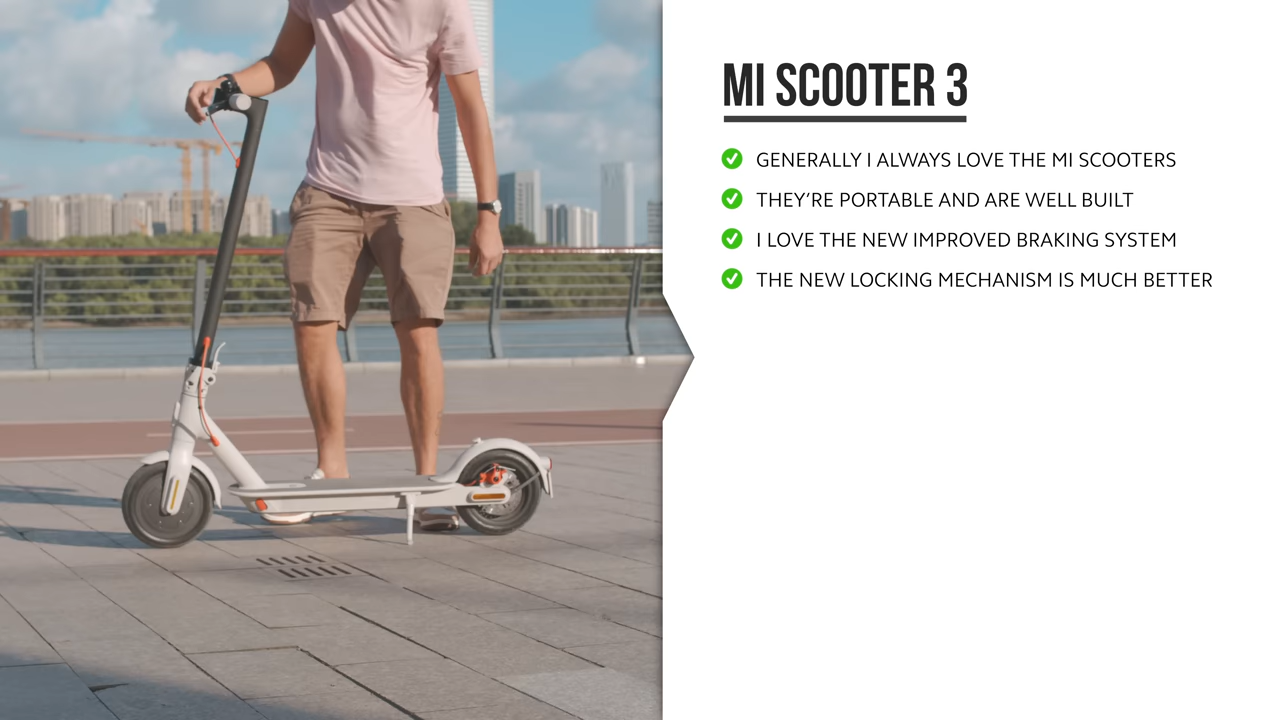 MI SCOOTER 3
GENERALLY I ALWAYS LOVE THE MI SCOOTERS
THEY'RE PORTABLE AND ARE WELL BUILT
I LOVE THE NEW IMPROVED BRAKING SYSTEM
THE NEW LOCKING MECHANISM IS MUCH BETTER